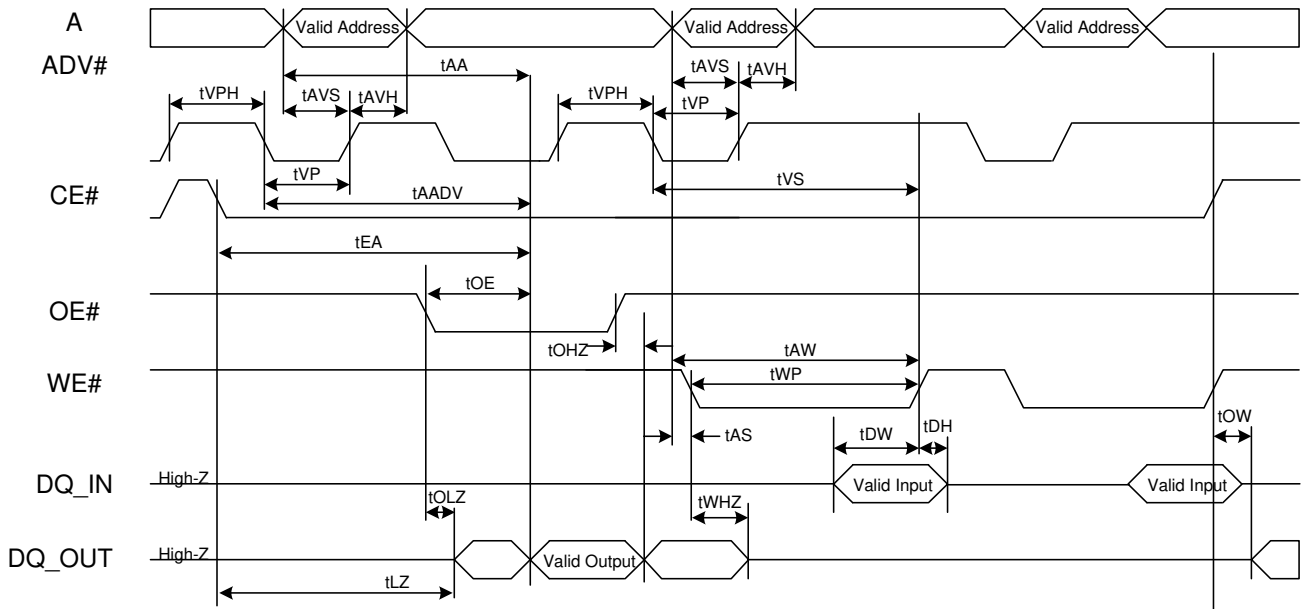 A
Valid Address
Valid Address
Valid Address
ADV#
tAA
tAVS
tAVH
tVPH
tAVS
tAVH
tVPH
tVP
tVP
tAADV
tVS
CE#
tEA
tOE
OE#
tOHZ
tAW
WE#
tWP
tAS
tDW
tDH
tOW
DQ_IN
High-Z
Valid Input
Valid Input
tOLZ
tWHZ
DQ_OUT
High-Z
Valid Output
tLZ